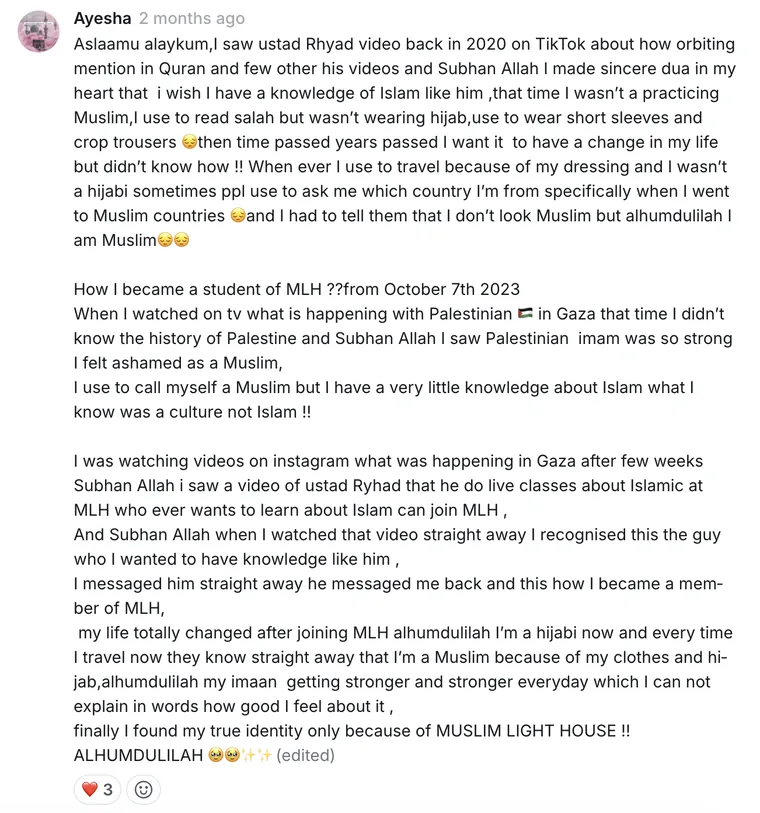 Ayesha 2 months ago
Aslaamu alaykum,I saw ustad Rhyad video back in 2020 on TikTok about how orbiting
mention in Quran and few other his videos and Subhan Allah I made sincere dua in my
heart that  i wish I have a knowledge of Islam like him ,that time I wasn’t a practicing
Muslim,I use to read salah but wasn’t wearing hijab,use to wear short sleeves and
crop trousers 😔then time passed years passed I want it  to have a change in my life
but didn’t know how !! When ever I use to travel because of my dressing and I wasn’t
a hijabi sometimes ppl use to ask me which country I’m from specifically when I went
to Muslim countries 😔and I had to tell them that I don’t look Muslim but alhumdulilah I
am Muslim😔😔

How I became a student of MLH ??from October 7th 2023
When I watched on tv what is happening with Palestinian 🇵🇸 in Gaza that time I didn’t
know the history of Palestine and Subhan Allah I saw Palestinian  imam was so strong
I felt ashamed as a Muslim,
I use to call myself a Muslim but I have a very little knowledge about Islam what I
know was a culture not Islam !!

I was watching videos on instagram what was happening in Gaza after few weeks
Subhan Allah i saw a video of ustad Ryhad that he do live classes about Islamic at
MLH who ever wants to learn about Islam can join MLH ,
And Subhan Allah when I watched that video straight away I recognised this the guy
who I wanted to have knowledge like him ,
I messaged him straight away he messaged me back and this how I became a mem-
ber of MLH,
 my life totally changed after joining MLH alhumdulilah I’m a hijabi now and every time
I travel now they know straight away that I’m a Muslim because of my clothes and hi-
jab,alhumdulilah my imaan  getting stronger and stronger everyday which I can not
explain in words how good I feel about it ,
finally I found my true identity only because of MUSLIM LIGHT HOUSE !!
ALHUMDULILAH 🥹🥹✨✨ (edited)
❤️ 3